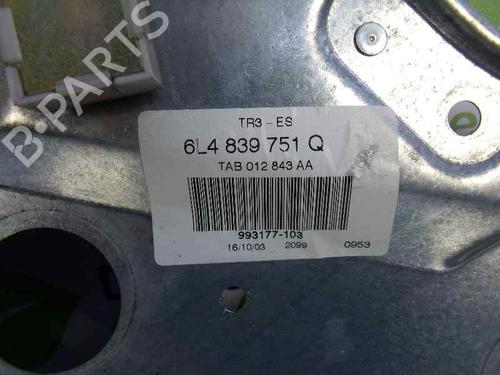 B-PARTS
TR3-ES
6L4 839 751 Q
TAB 012 843 AA
993177-103
16/10/03 2099 0953